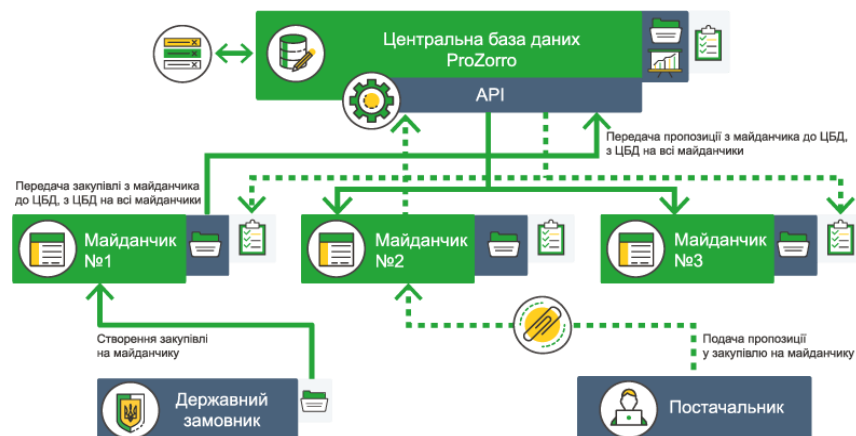 Центральна база даних
ProZorro
API
Передача пропозиції з майданчика до ЦБД,
з ЦБД на всі майданчики
Передача закупівлі з майданчика
до ЦБД, з ЦБД на всі майданчики
Майданчик
№1
Майданчик
№2
Майданчик
№3
Створення закупівлі
на майданчику
Подача пропозиції
у закупівлю на майданчику
Державний
замовник
Постачальник